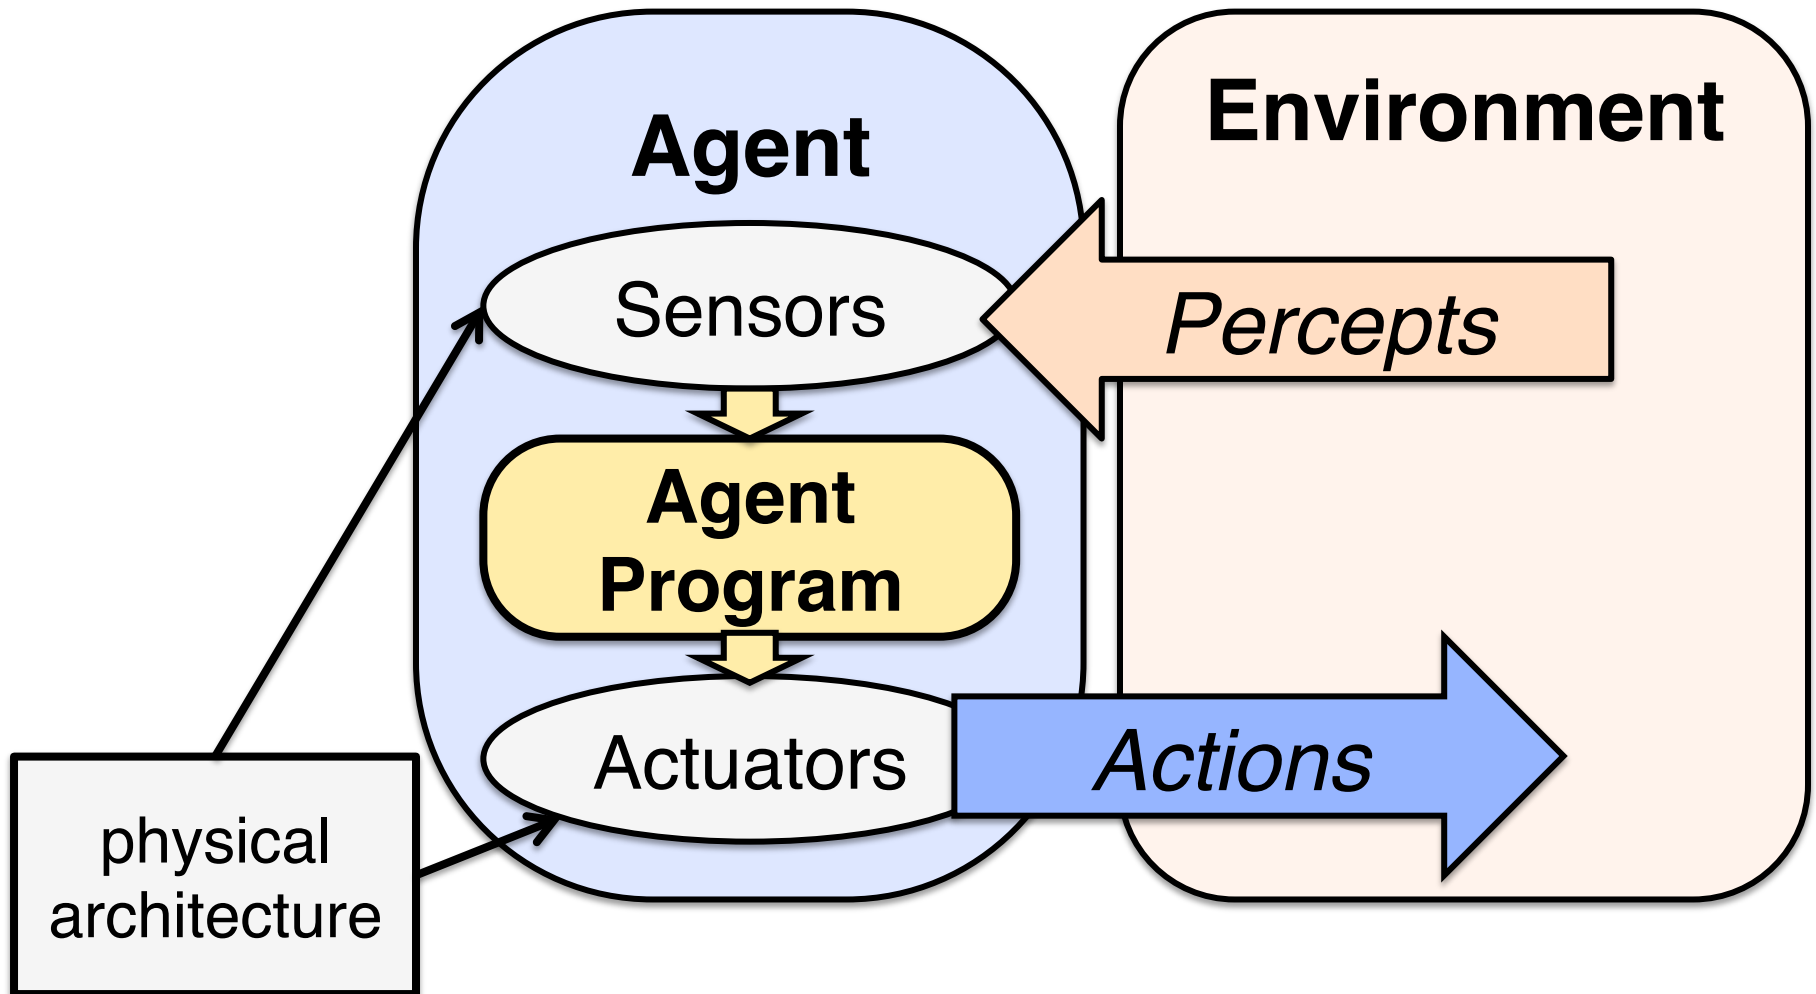 Agent
Environment
Sensors
Percepts
Agent
Program
Actuators
Actions
physical
architecture